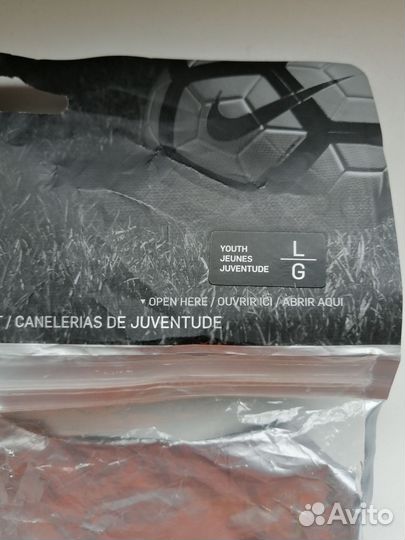 YOUTH
JEUNES
JUVENTUDE
L
G
▼ OPEN HERE / OUVRIR ICI / ABRIR AQUI
/ CANELERIAS DE JUVENTUDE
Avito